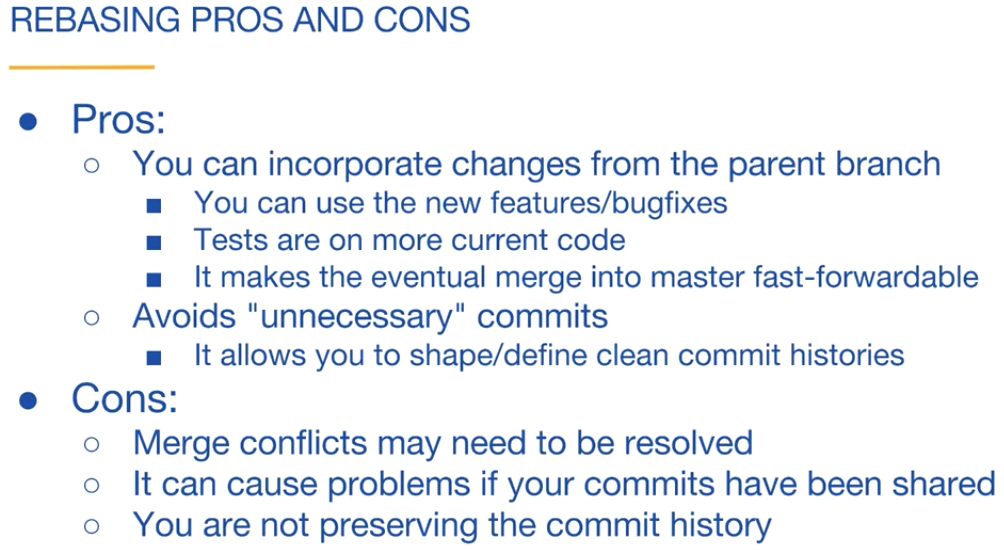 REBASING PROS AND CONS
● Pros:
○ You can incorporate changes from the parent branch
■ You can use the new features/bugfixes
■ Tests are on more current code
■ It makes the eventual merge into master fast-forwardable
○ Avoids "unnecessary" commits
■ It allows you to shape/define clean commit histories
● Cons:
○ Merge conflicts may need to be resolved
○ It can cause problems if your commits have been shared
○ You are not preserving the commit history